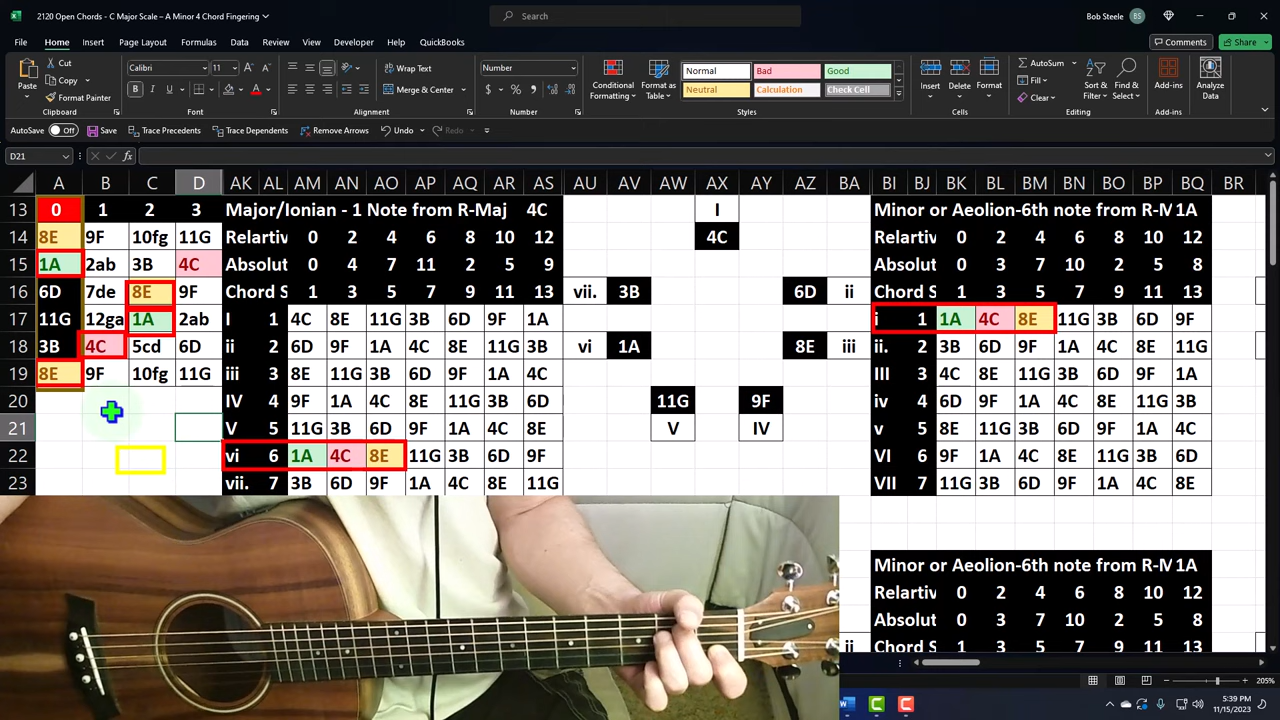 2120 Open Chords - C Major Scale – A Minor 4 Chord Fingering
Search
Bob Steele BS
File Home Insert Page Layout Formulas Data Review View Developer Help QuickBooks
Comments Share
Paste Cut Copy Format Painter
Clipboard
Calibri 11
B I U
Font
Wrap Text
Merge & Center
Alignment
Number
Number
Conditional Formatting Format as Table
Normal Bad Good
Neutral Calculation Check Cell
Styles
Insert Delete Format
Cells
AutoSum Fill Clear
Sort & Filter Find & Select
Editing
Add-ins
Add-ins
Analyze Data
AutoSave Off Save Trace Precedents Trace Dependents Remove Arrows Undo Redo
D21 fx
A B C D AK AL AM AN AO AP AQ AR AS AU AV AW AX AY AZ BA BI BJ BK BL BM BN BO BP BQ BR
13 0 1 2 3 Major/Ionian - 1 Note from R-Maj 4C I Minor or Aeolion-6th note from R-M 1A
14 8E 9F 10fg 11G Relartiv 0 2 4 6 8 10 12 4C Relartiv 0 2 4 6 8 10 12
15 1A 2ab 3B 4C Absolut 0 4 7 11 2 5 9 Absolut 0 3 7 10 2 5 8
16 6D 7de 8E 9F Chord S 1 3 5 7 9 11 13 vii. 3B 6D ii Chord S 1 3 5 7 9 11 13
17 11G 12ga 1A 2ab I 1 4C 8E 11G 3B 6D 9F 1A i 1 1A 4C 8E 11G 3B 6D 9F
18 3B 4C 5cd 6D ii 2 6D 9F 1A 4C 8E 11G 3B vi 1A 8E iii ii. 2 3B 6D 9F 1A 4C 8E 11G
19 8E 9F 10fg 11G iii 3 8E 11G 3B 6D 9F 1A 4C III 3 4C 8E 11G 3B 6D 9F 1A
20 IV 4 9F 1A 4C 8E 11G 3B 6D 11G 9F iv 4 6D 9F 1A 4C 8E 11G 3B
21 V 5 11G 3B 6D 9F 1A 4C 8E V IV v 5 8E 11G 3B 6D 9F 1A 4C
22 vi 6 1A 4C 8E 11G 3B 6D 9F VI 6 9F 1A 4C 8E 11G 3B 6D
23 vii. 7 3B 6D 9F 1A 4C 8E 11G VII 7 11G 3B 6D 9F 1A 4C 8E
Minor or Aeolion-6th note from R-M 1A
Relartiv 0 2 4 6 8 10 12
Absolut 0 3 7 10 2 5 8
Chord S 1 3 5 7 9 11 13 ii
205%
5:39 PM
11/15/2023